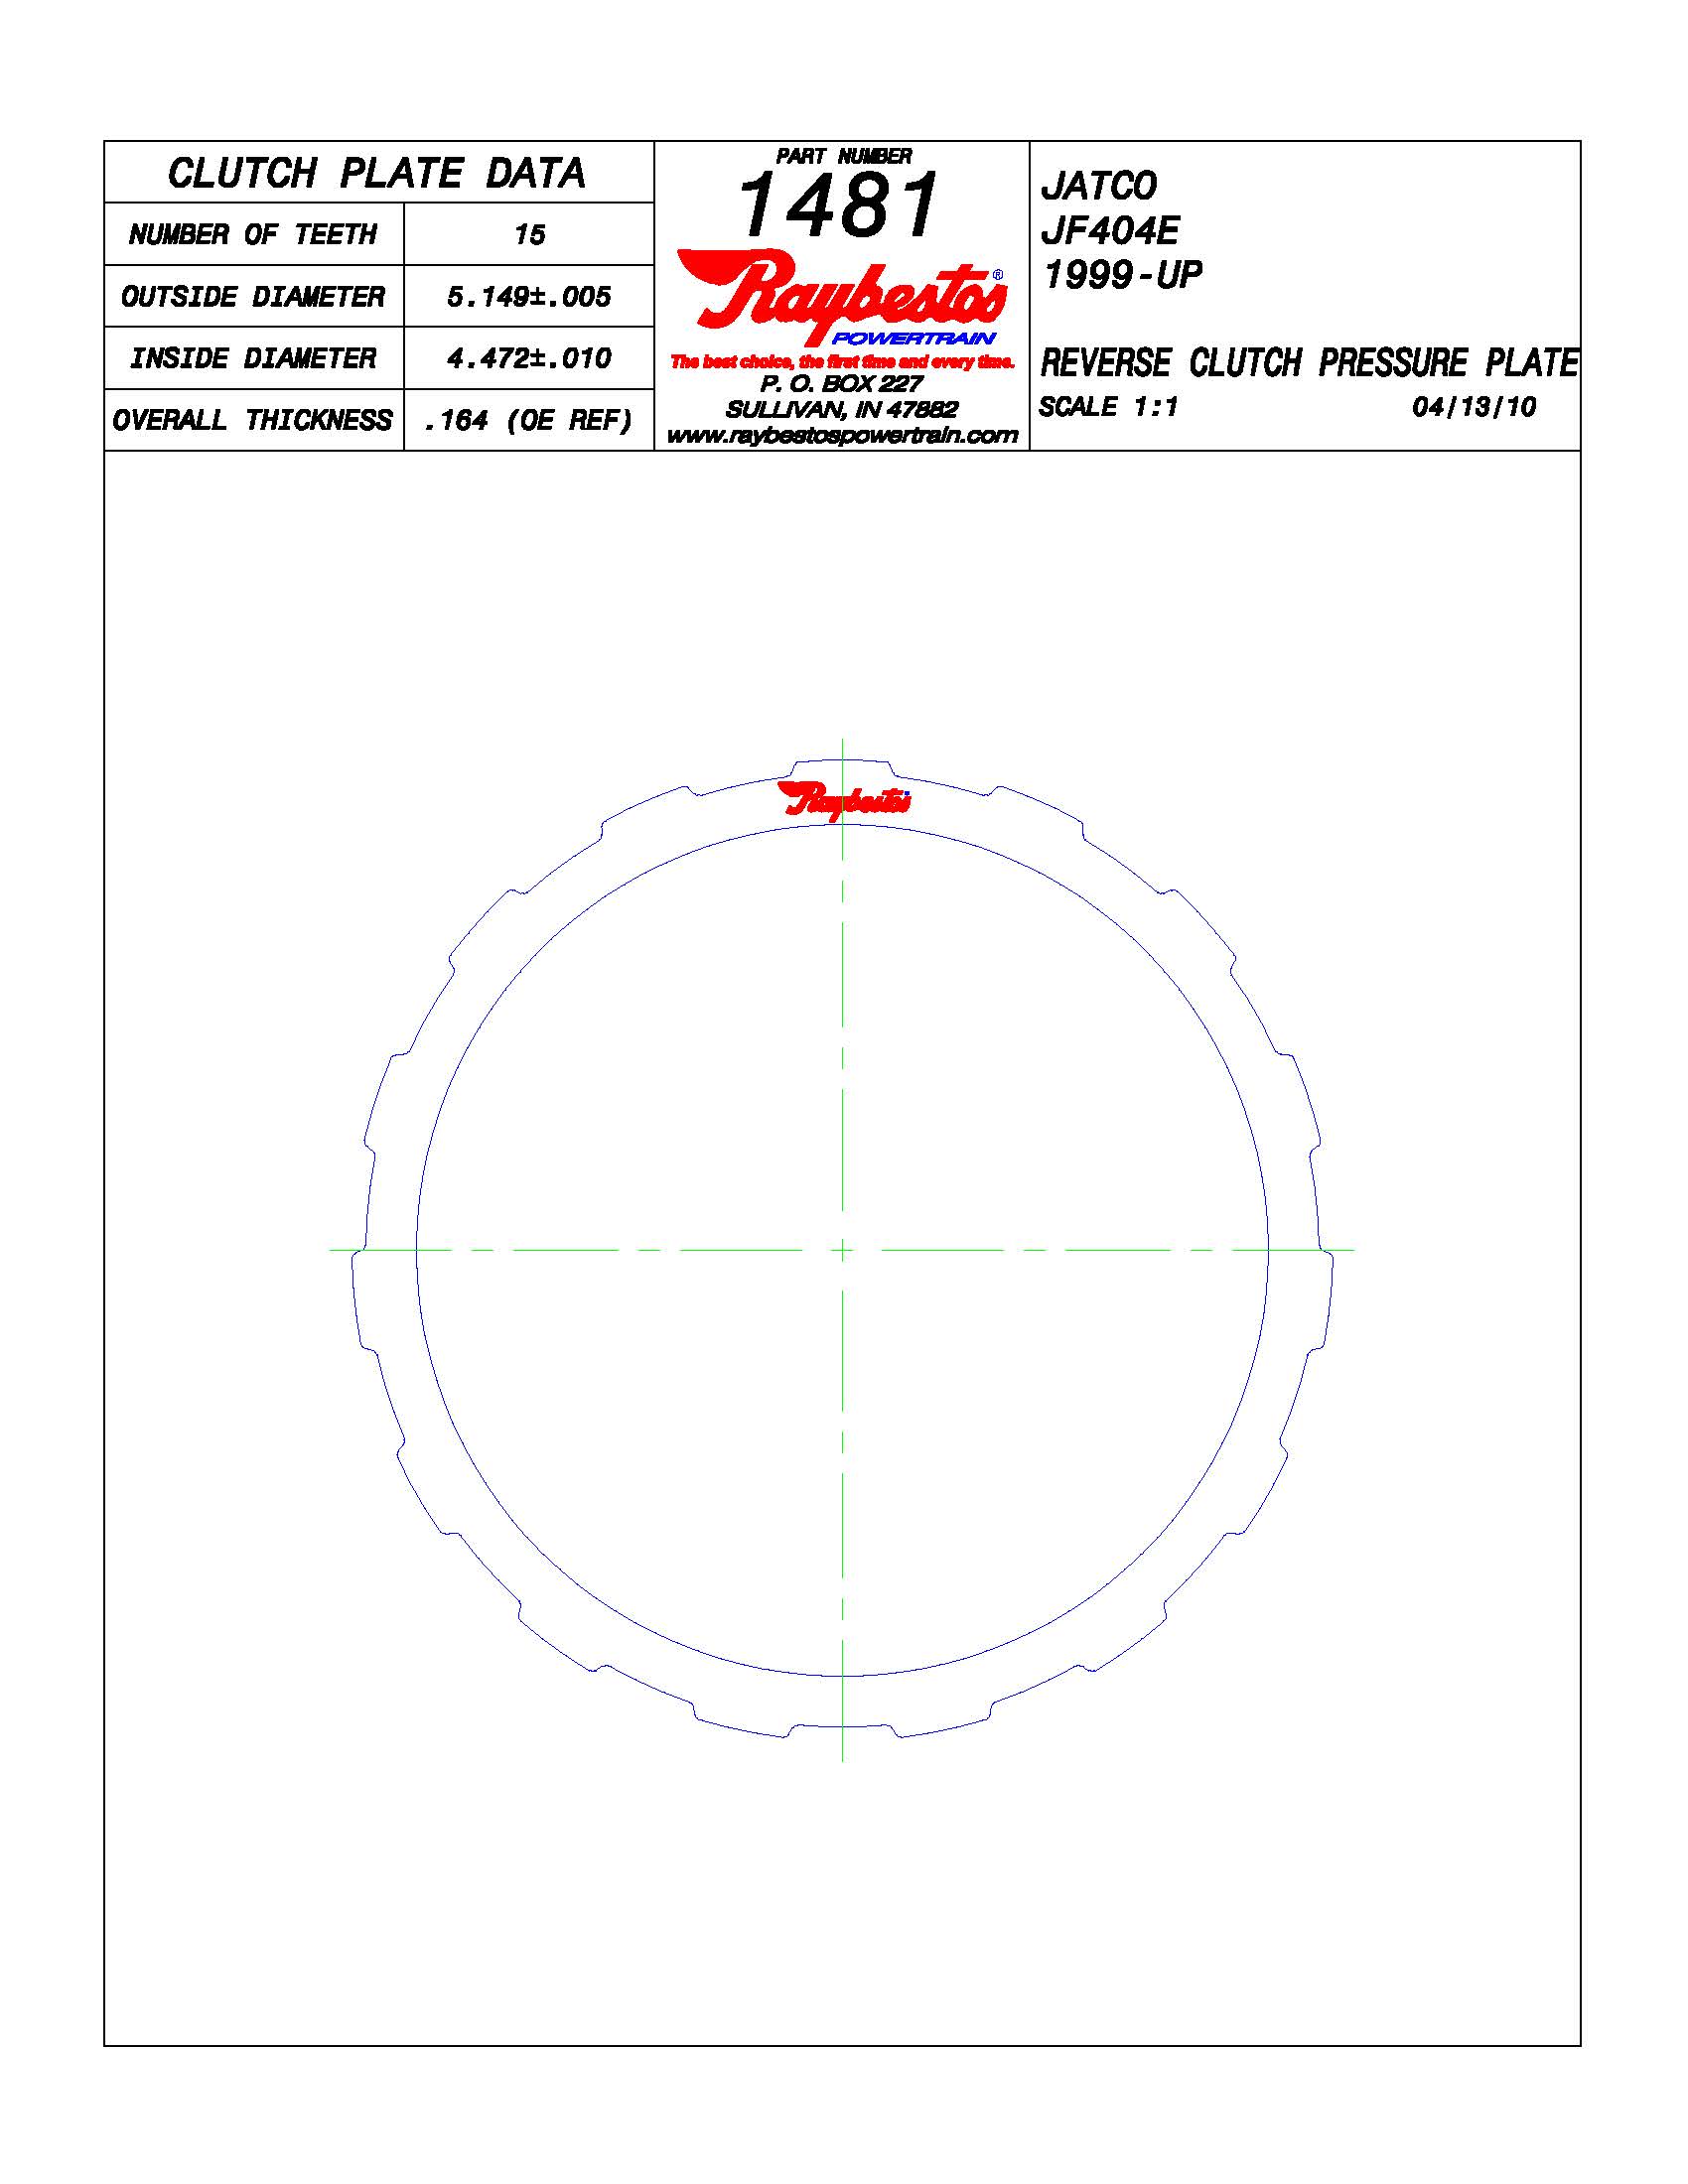 CLUTCH PLATE DATA
NUMBER OF TEETH 15
OUTSIDE DIAMETER 5.149±.005
INSIDE DIAMETER 4.472±.010
OVERALL THICKNESS .164 (OE REF)
PART NUMBER
1481
Raybestos®
POWERTRAIN
The best choice, the first time and every time.
P. O. BOX 227
SULLIVAN, IN 47882
www.raybestospowertrain.com
JATCO
JF404E
1999-UP
REVERSE CLUTCH PRESSURE PLATE
SCALE 1:1 04/13/10
Raybestos